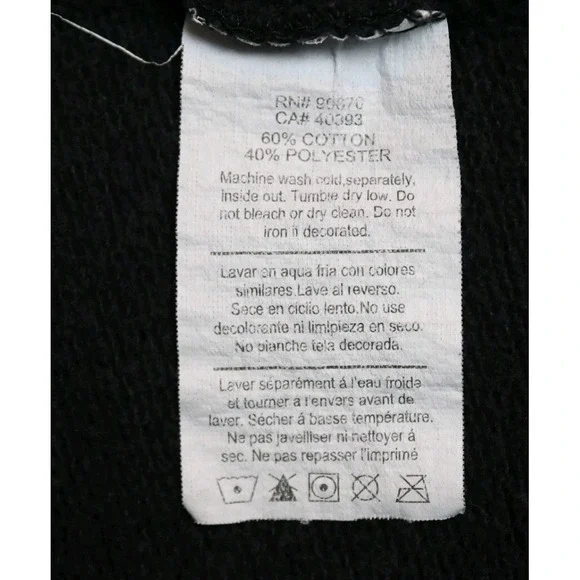 RN# 90870
CA# 40393
60% COTTON
40% POLYESTER
Machine wash cold,separately,
inside out. Tumble dry low. Do
not bleach or dry clean. Do not
iron if decorated.
Lavar en aqua fria con colores
similares.Lave al reverso.
Sece en ciclio lento.No use
decolorante ni limipieza en seco.
No planche tela decorada.
Laver séparément á l'eau froide
et tourner a l'envers avant de
laver. Sécher á basse température.
Ne pas javelliser ni nettoyer á
sec. Ne pas repasser l'imprimé